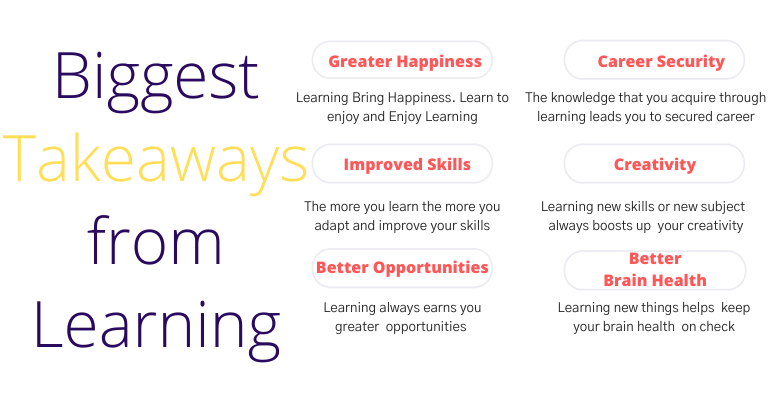 Biggest
Takeaways
from
Learning
Greater Happiness
Learning Bring Happiness. Learn to
enjoy and Enjoy Learning
Career Security
The knowledge that you acquire through
learning leads you to secured career
Improved Skills
The more you learn the more you
adapt and improve your skills
Creativity
Learning new skills or new subject
always boosts up your creativity
Better Opportunities
Learning always earns you
greater opportunities
Better
Brain Health
Learning new things helps keep
your brain health on check